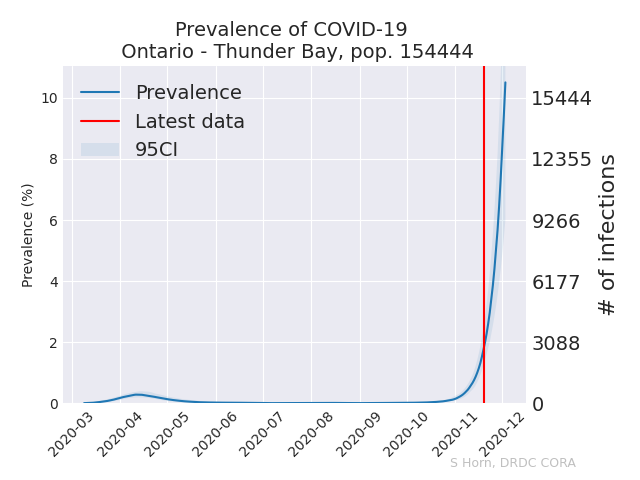 Prevalence of COVID-19
Ontario - Thunder Bay, pop. 154444
Prevalence
Latest data
95CI
Prevalence (%)
10
8
6
4
2
0
15444
12355
9266
6177
3088
0
# of infections
2020-03
2020-04
2020-05
2020-06
2020-07
2020-08
2020-09
2020-10
2020-11
2020-12
S Horn, DRDC CORA